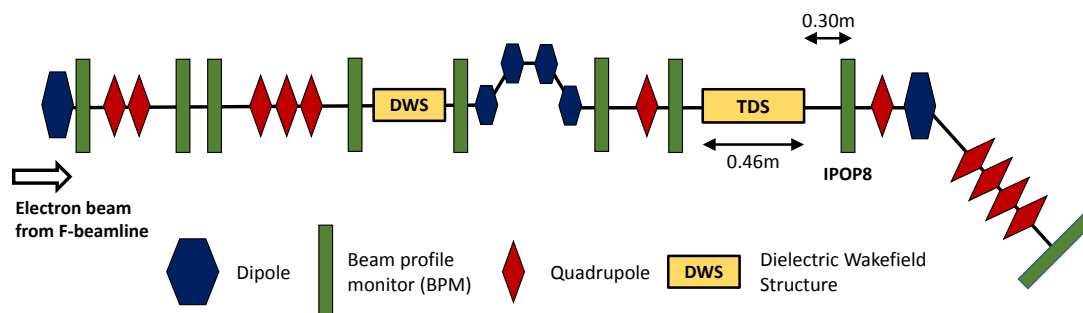 0.30m
DWS
TDS
0.46m
IPOP8
Electron beam
from F-beamline
Dipole
Beam profile
monitor (BPM)
Quadrupole
DWS
Dielectric Wakefield
Structure